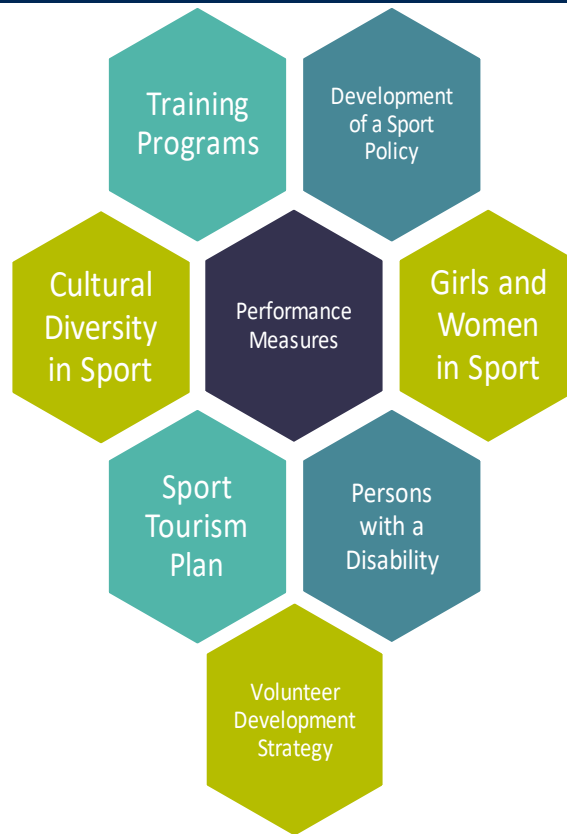 Training
Programs
Development
of a Sport
Policy
Cultural
Diversity
in Sport
Performance
Measures
Girls and
Women
in Sport
Sport
Tourism
Plan
Persons
with a
Disability
Volunteer
Development
Strategy